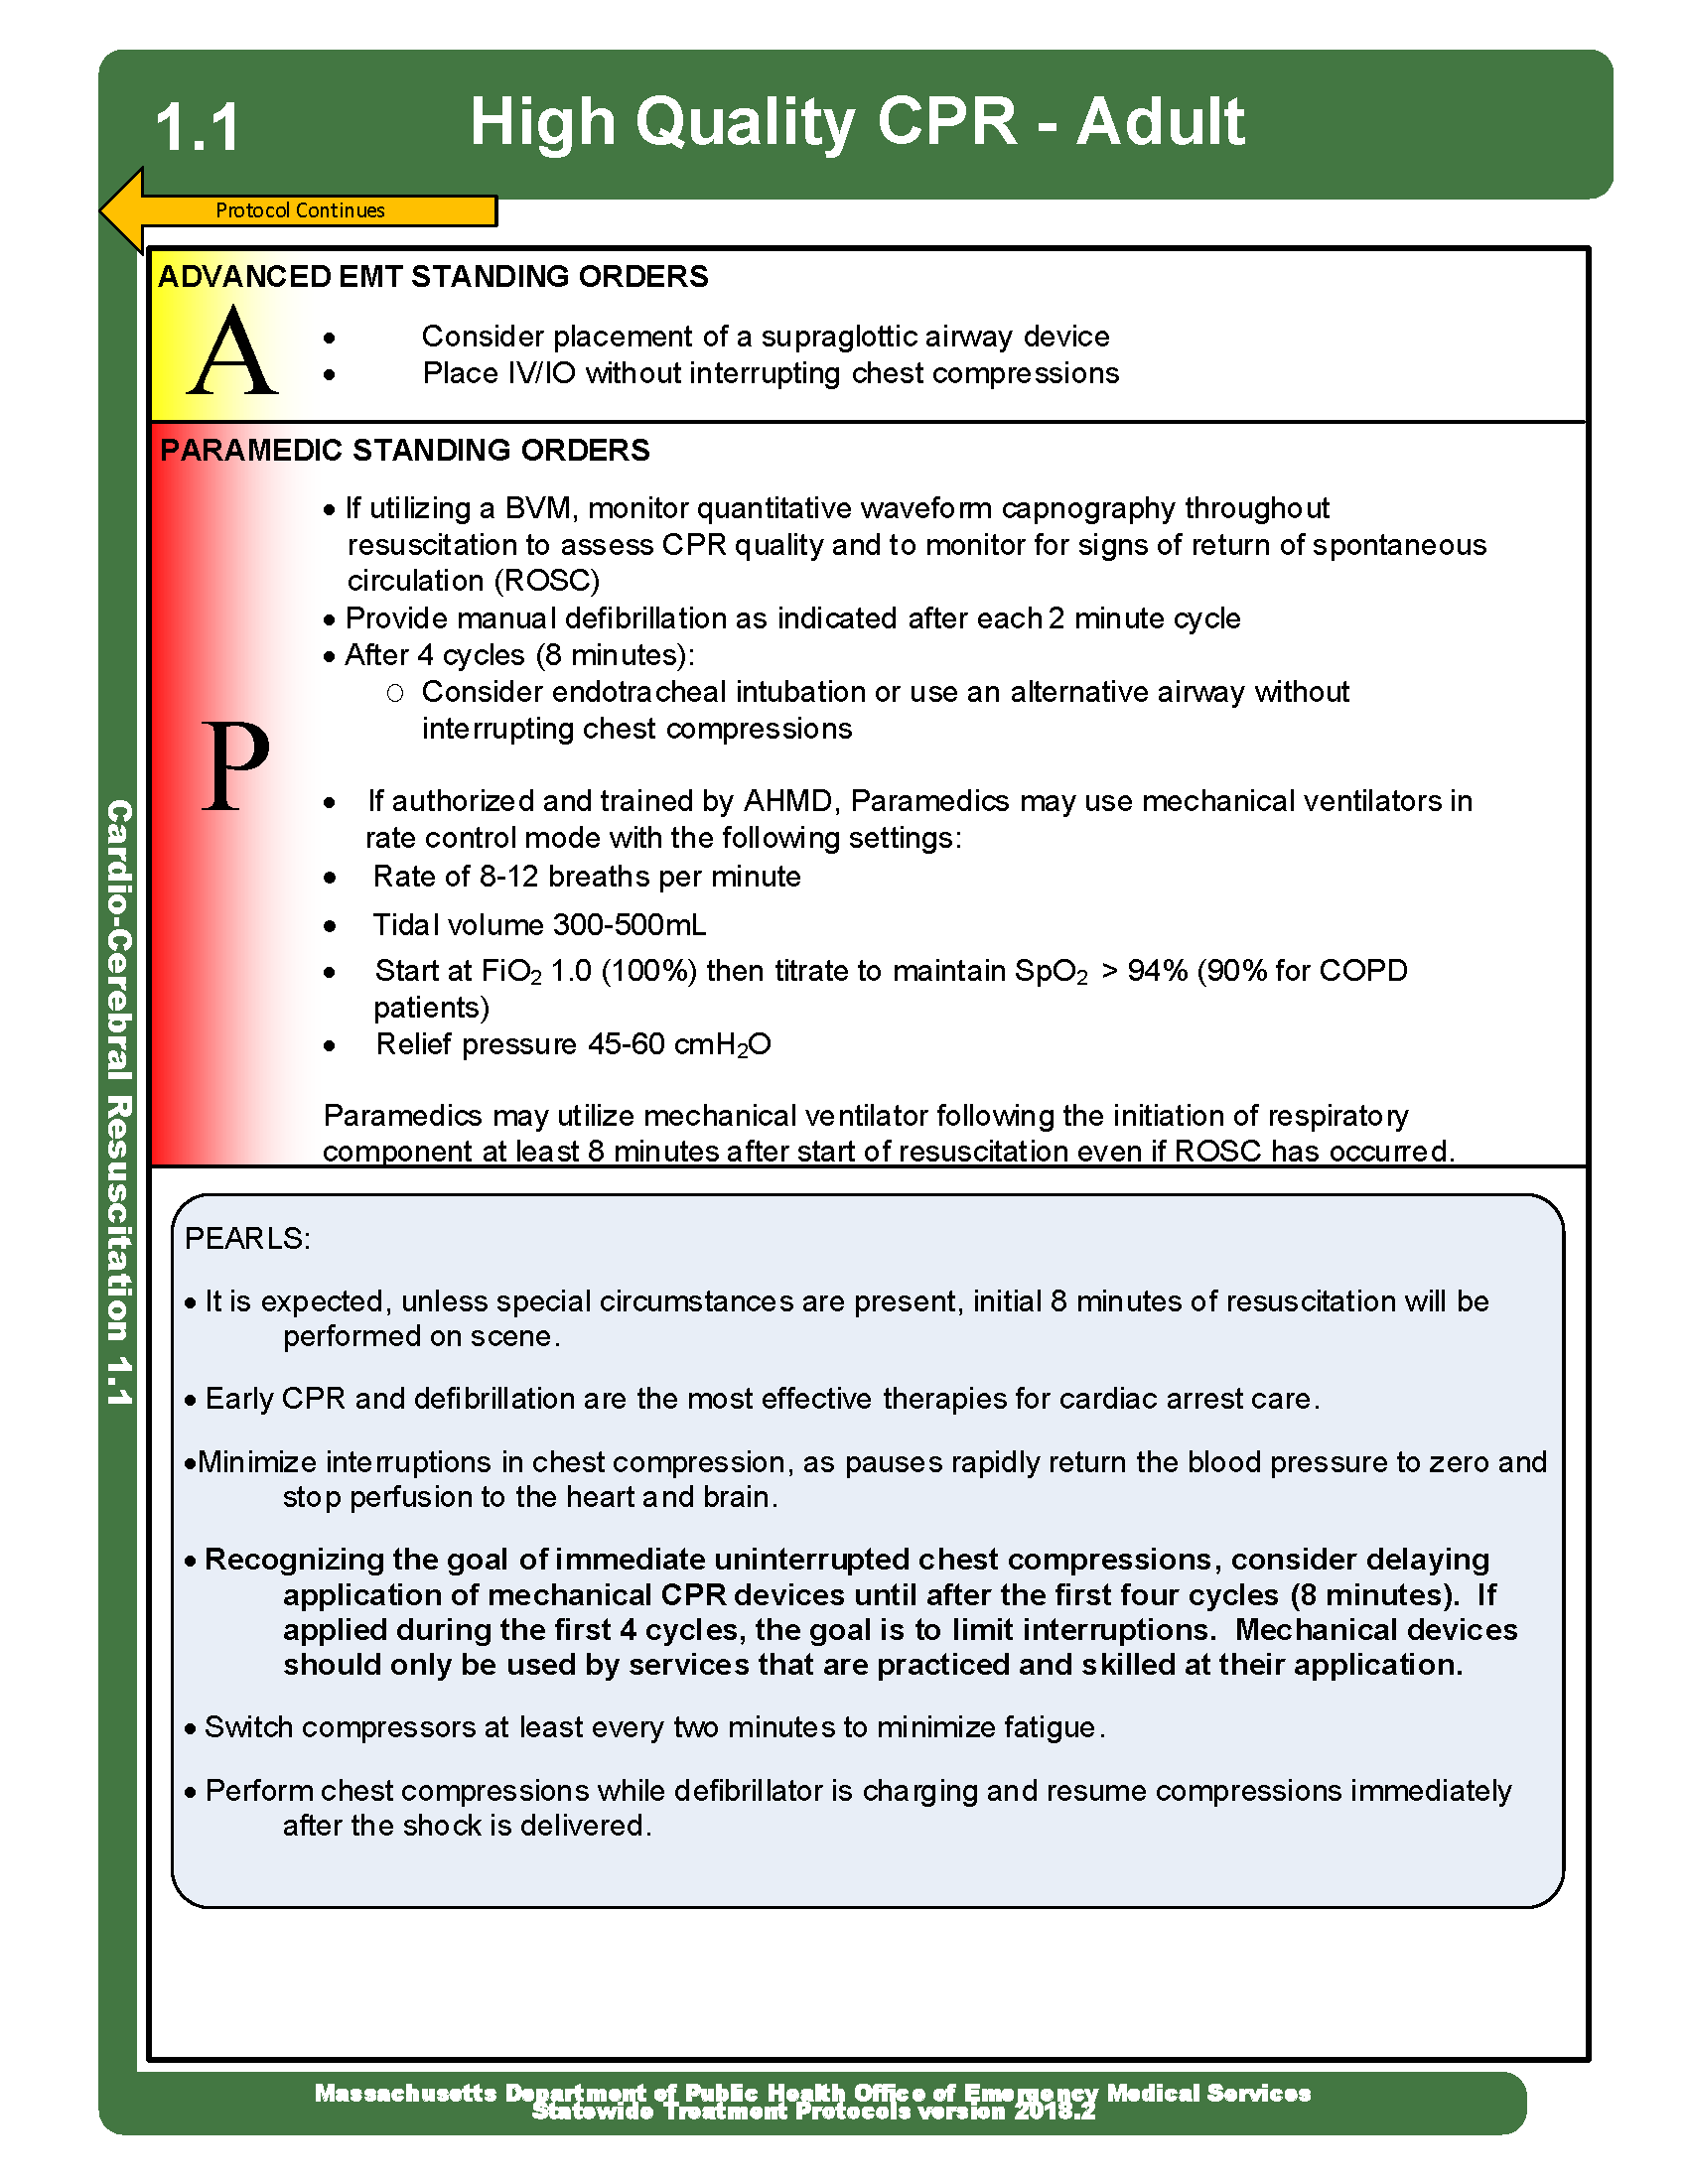 1.1 High Quality CPR - Adult
Protocol Continues
ADVANCED EMT STANDING ORDERS
A
• Consider placement of a supraglottic airway device
• Place IV/IO without interrupting chest compressions
PARAMEDIC STANDING ORDERS
P
• If utilizing a BVM, monitor quantitative waveform capnography throughout
resuscitation to assess CPR quality and to monitor for signs of return of spontaneous
circulation (ROSC)
• Provide manual defibrillation as indicated after each 2 minute cycle
• After 4 cycles (8 minutes):
○ Consider endotracheal intubation or use an alternative airway without
interrupting chest compressions
• If authorized and trained by AHMD, Paramedics may use mechanical ventilators in
rate control mode with the following settings:
• Rate of 8-12 breaths per minute
• Tidal volume 300-500mL
• Start at FiO₂ 1.0 (100%) then titrate to maintain SpO₂ > 94% (90% for COPD
patients)
• Relief pressure 45-60 cmH₂O
Paramedics may utilize mechanical ventilator following the initiation of respiratory
component at least 8 minutes after start of resuscitation even if ROSC has occurred.
PEARLS:
• It is expected, unless special circumstances are present, initial 8 minutes of resuscitation will be
performed on scene.
• Early CPR and defibrillation are the most effective therapies for cardiac arrest care.
•Minimize interruptions in chest compression, as pauses rapidly return the blood pressure to zero and
stop perfusion to the heart and brain.
• Recognizing the goal of immediate uninterrupted chest compressions, consider delaying
application of mechanical CPR devices until after the first four cycles (8 minutes). If
applied during the first 4 cycles, the goal is to limit interruptions. Mechanical devices
should only be used by services that are practiced and skilled at their application.
• Switch compressors at least every two minutes to minimize fatigue.
• Perform chest compressions while defibrillator is charging and resume compressions immediately
after the shock is delivered.
Cardio-Cerebral Resuscitation 1.1
Massachusetts Department of Public Health Office of Emergency Medical Services
Statewide Treatment Protocols version 2018.2